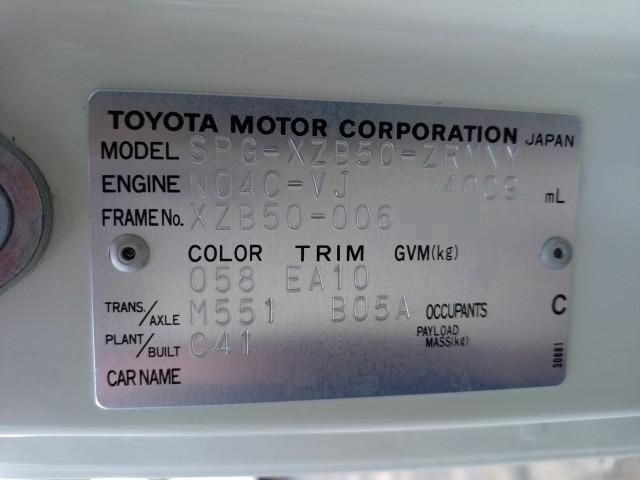 TOYOTA MOTOR CORPORATION JAPAN
MODEL SPG-XZB50-ZRYNY
ENGINE N04C-VJ 4009 mL
FRAME No. XZB50-006
COLOR TRIM GVM(kg)
058 EA10
TRANS./AXLE M551 B05A OCCUPANTS C
PLANT/BUILT C41 PAYLOAD MASS(kg)
CAR NAME
30881